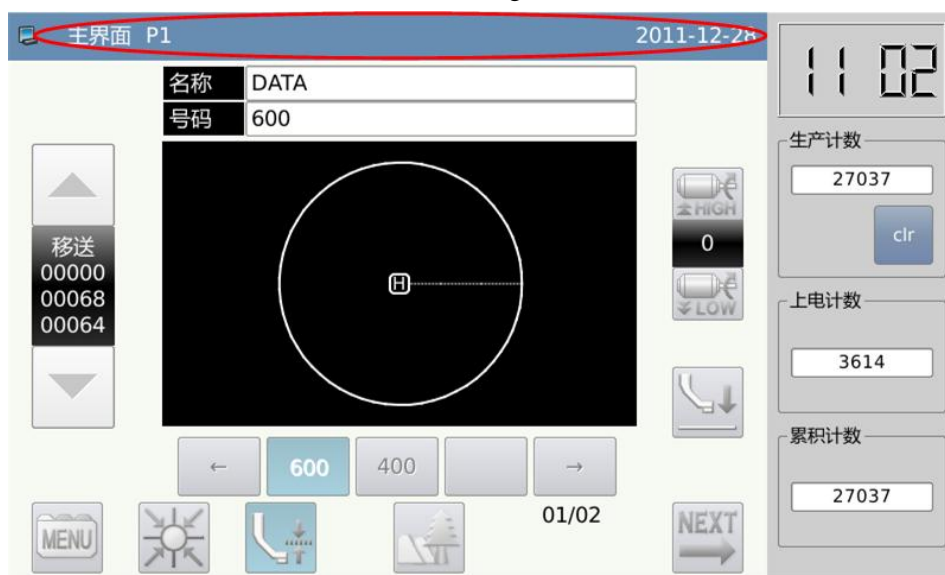 主界面 P1
2011-12-28
11 02
名称 DATA
号码 600
移送
00000
00068
00064
H
HIGH
0
LOW
生产计数
27037
clr
上电计数
3614
累积计数
27037
← 600 400 →
01/02
MENU
NEXT